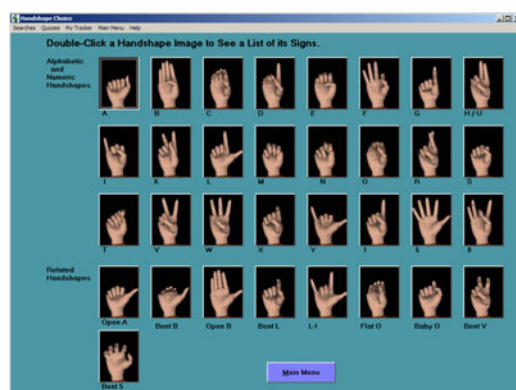 Handshape Choice
Searches Quizzes My Tracker Main Menu Help
Double-Click a Handshape Image to See a List of its Signs.
Alphabetic
and
Numeric
Handshapes
A B C D E F G H / U
I K L M N O R S
T V W X Y 1 5 8
Related
Handshapes
Open A Bent B Open B Bent L L-I Flat O Baby O Bent V
Bent 5
Main Menu